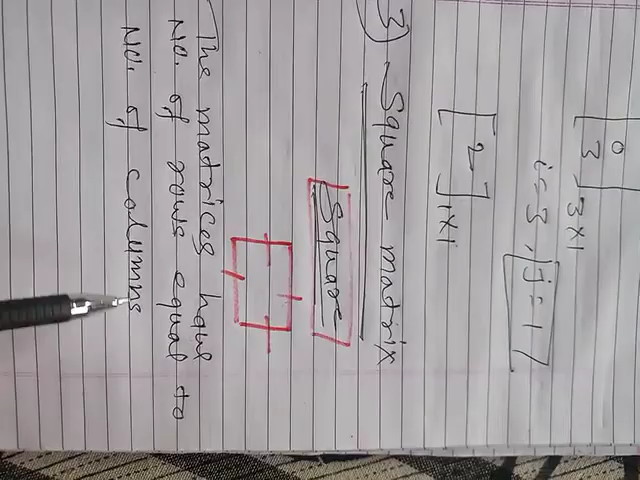 0
3
3×1
i=3, j=1
[2]1×1
3) Square matrix
Square
The matrices have
No. of rows equal to
No. of columns